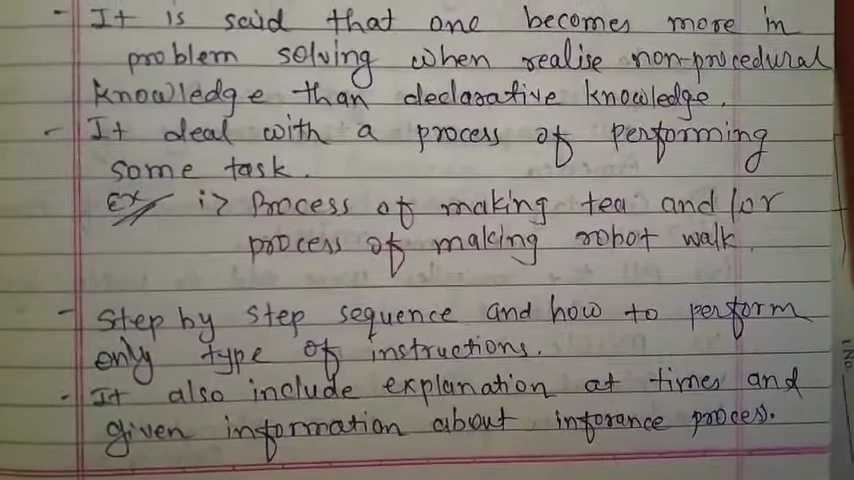 - It is said that one becomes more in
problem solving when realise non-procedural
knowledge than declarative knowledge.
- It deal with a process of performing
some task.
Ex i> Process of making tea and/or
process of making robot walk.
- Step by step sequence and how to perform
only type of instructions.
- It also include explanation at times and
given information about inforance proces.